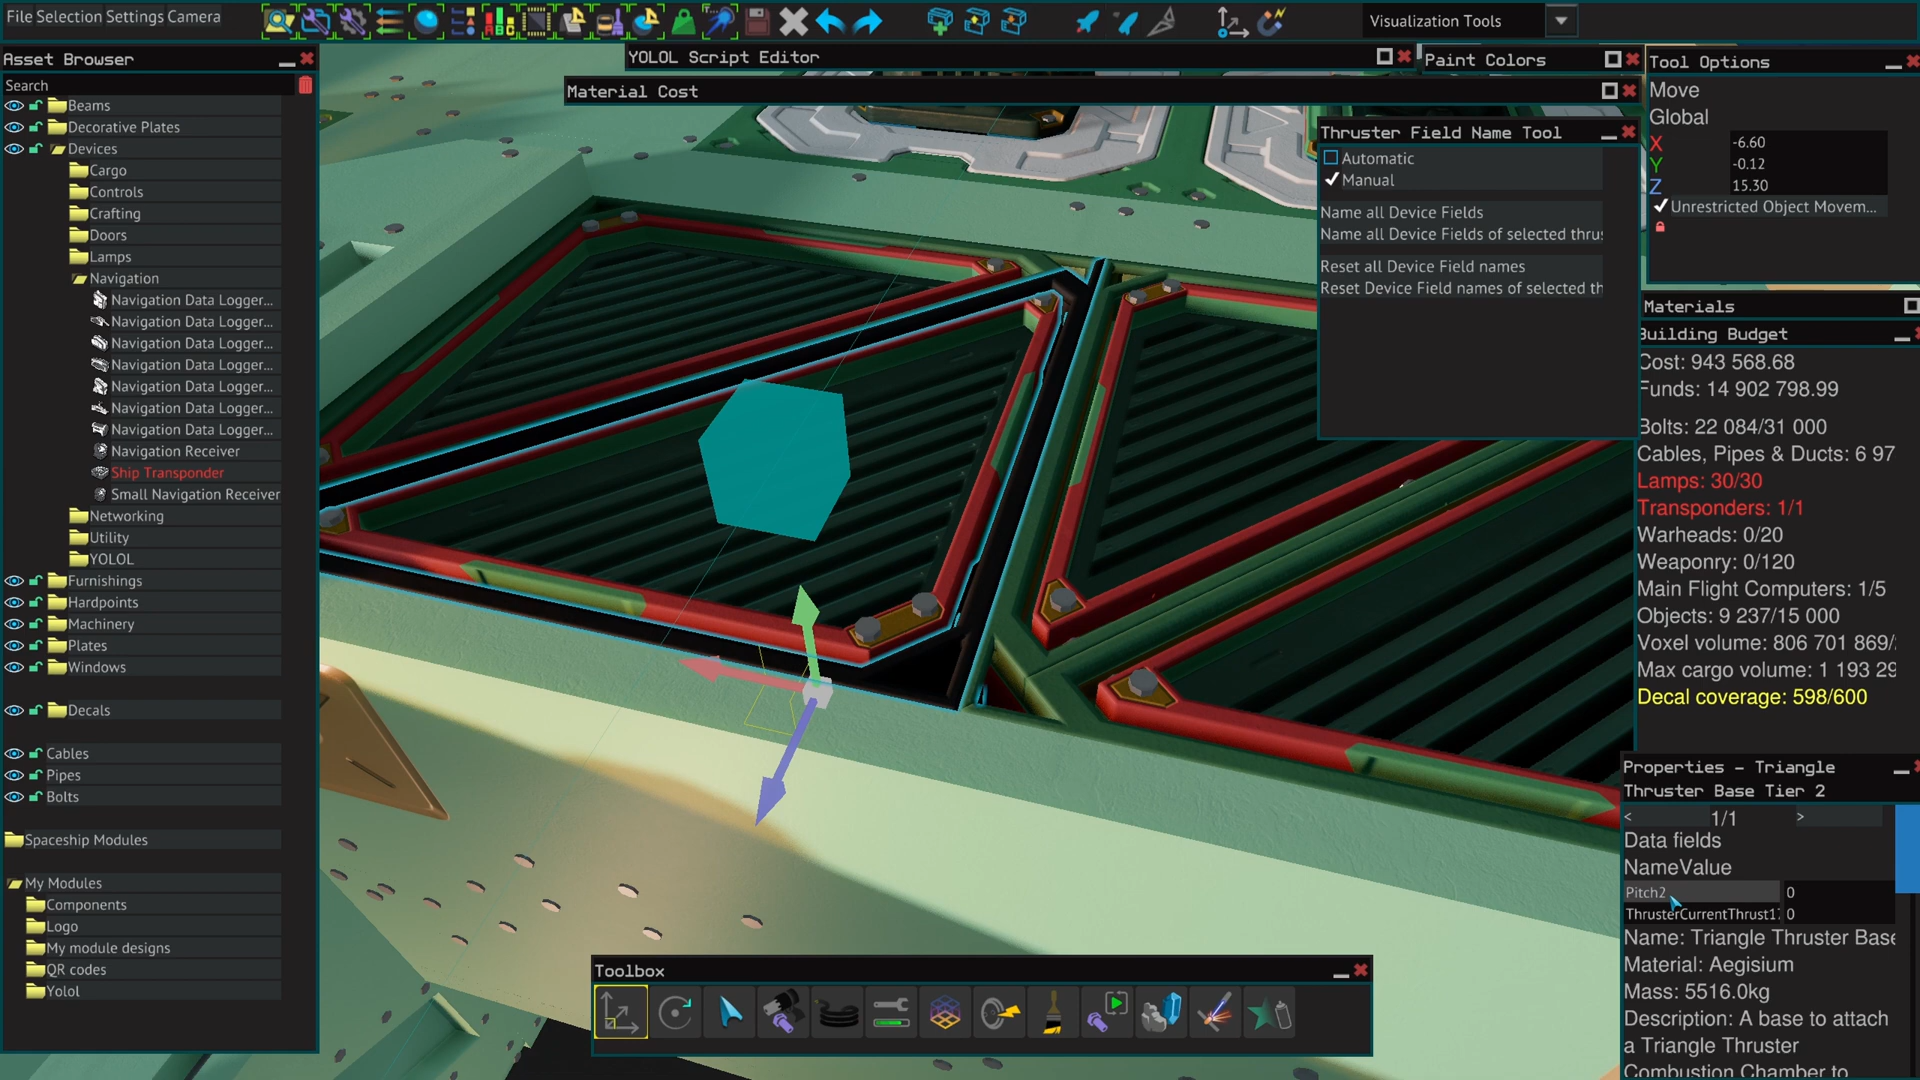 File Selection Settings Camera
Visualization Tools
Asset Browser
Search
Beams
Decorative Plates
Devices
Cargo
Controls
Crafting
Doors
Lamps
Navigation
Navigation Data Logger...
Navigation Data Logger...
Navigation Data Logger...
Navigation Data Logger...
Navigation Data Logger...
Navigation Data Logger...
Navigation Data Logger...
Navigation Receiver
Ship Transponder
Small Navigation Receiver
Networking
Utility
YOLOL
Furnishings
Hardpoints
Machinery
Plates
Windows
Decals
Cables
Pipes
Bolts
Spaceship Modules
My Modules
Components
Logo
My module designs
QR codes
Yolol
YOLOL Script Editor
Paint Colors
Material Cost
Thruster Field Name Tool
Automatic
Manual
Name all Device Fields
Name all Device Fields of selected thrus
Reset all Device Field names
Reset Device Field names of selected th
Tool Options
Move
Global
X -6.60
Y -0.12
Z 15.30
Unrestricted Object Movem...
Materials
Building Budget
Cost: 943 568.68
Funds: 14 902 798.99
Bolts: 22 084/31 000
Cables, Pipes & Ducts: 6 97
Lamps: 30/30
Transponders: 1/1
Warheads: 0/20
Weaponry: 0/120
Main Flight Computers: 1/5
Objects: 9 237/15 000
Voxel volume: 806 701 869/
Max cargo volume: 1 193 29
Decal coverage: 598/600
Properties - Triangle
Thruster Base Tier 2
< 1/1 >
Data fields
NameValue
Pitch2 0
ThrusterCurrentThrust17 0
Name: Triangle Thruster Base
Material: Aegisium
Mass: 5516.0kg
Description: A base to attach
a Triangle Thruster
Combustion Chamber to
Toolbox